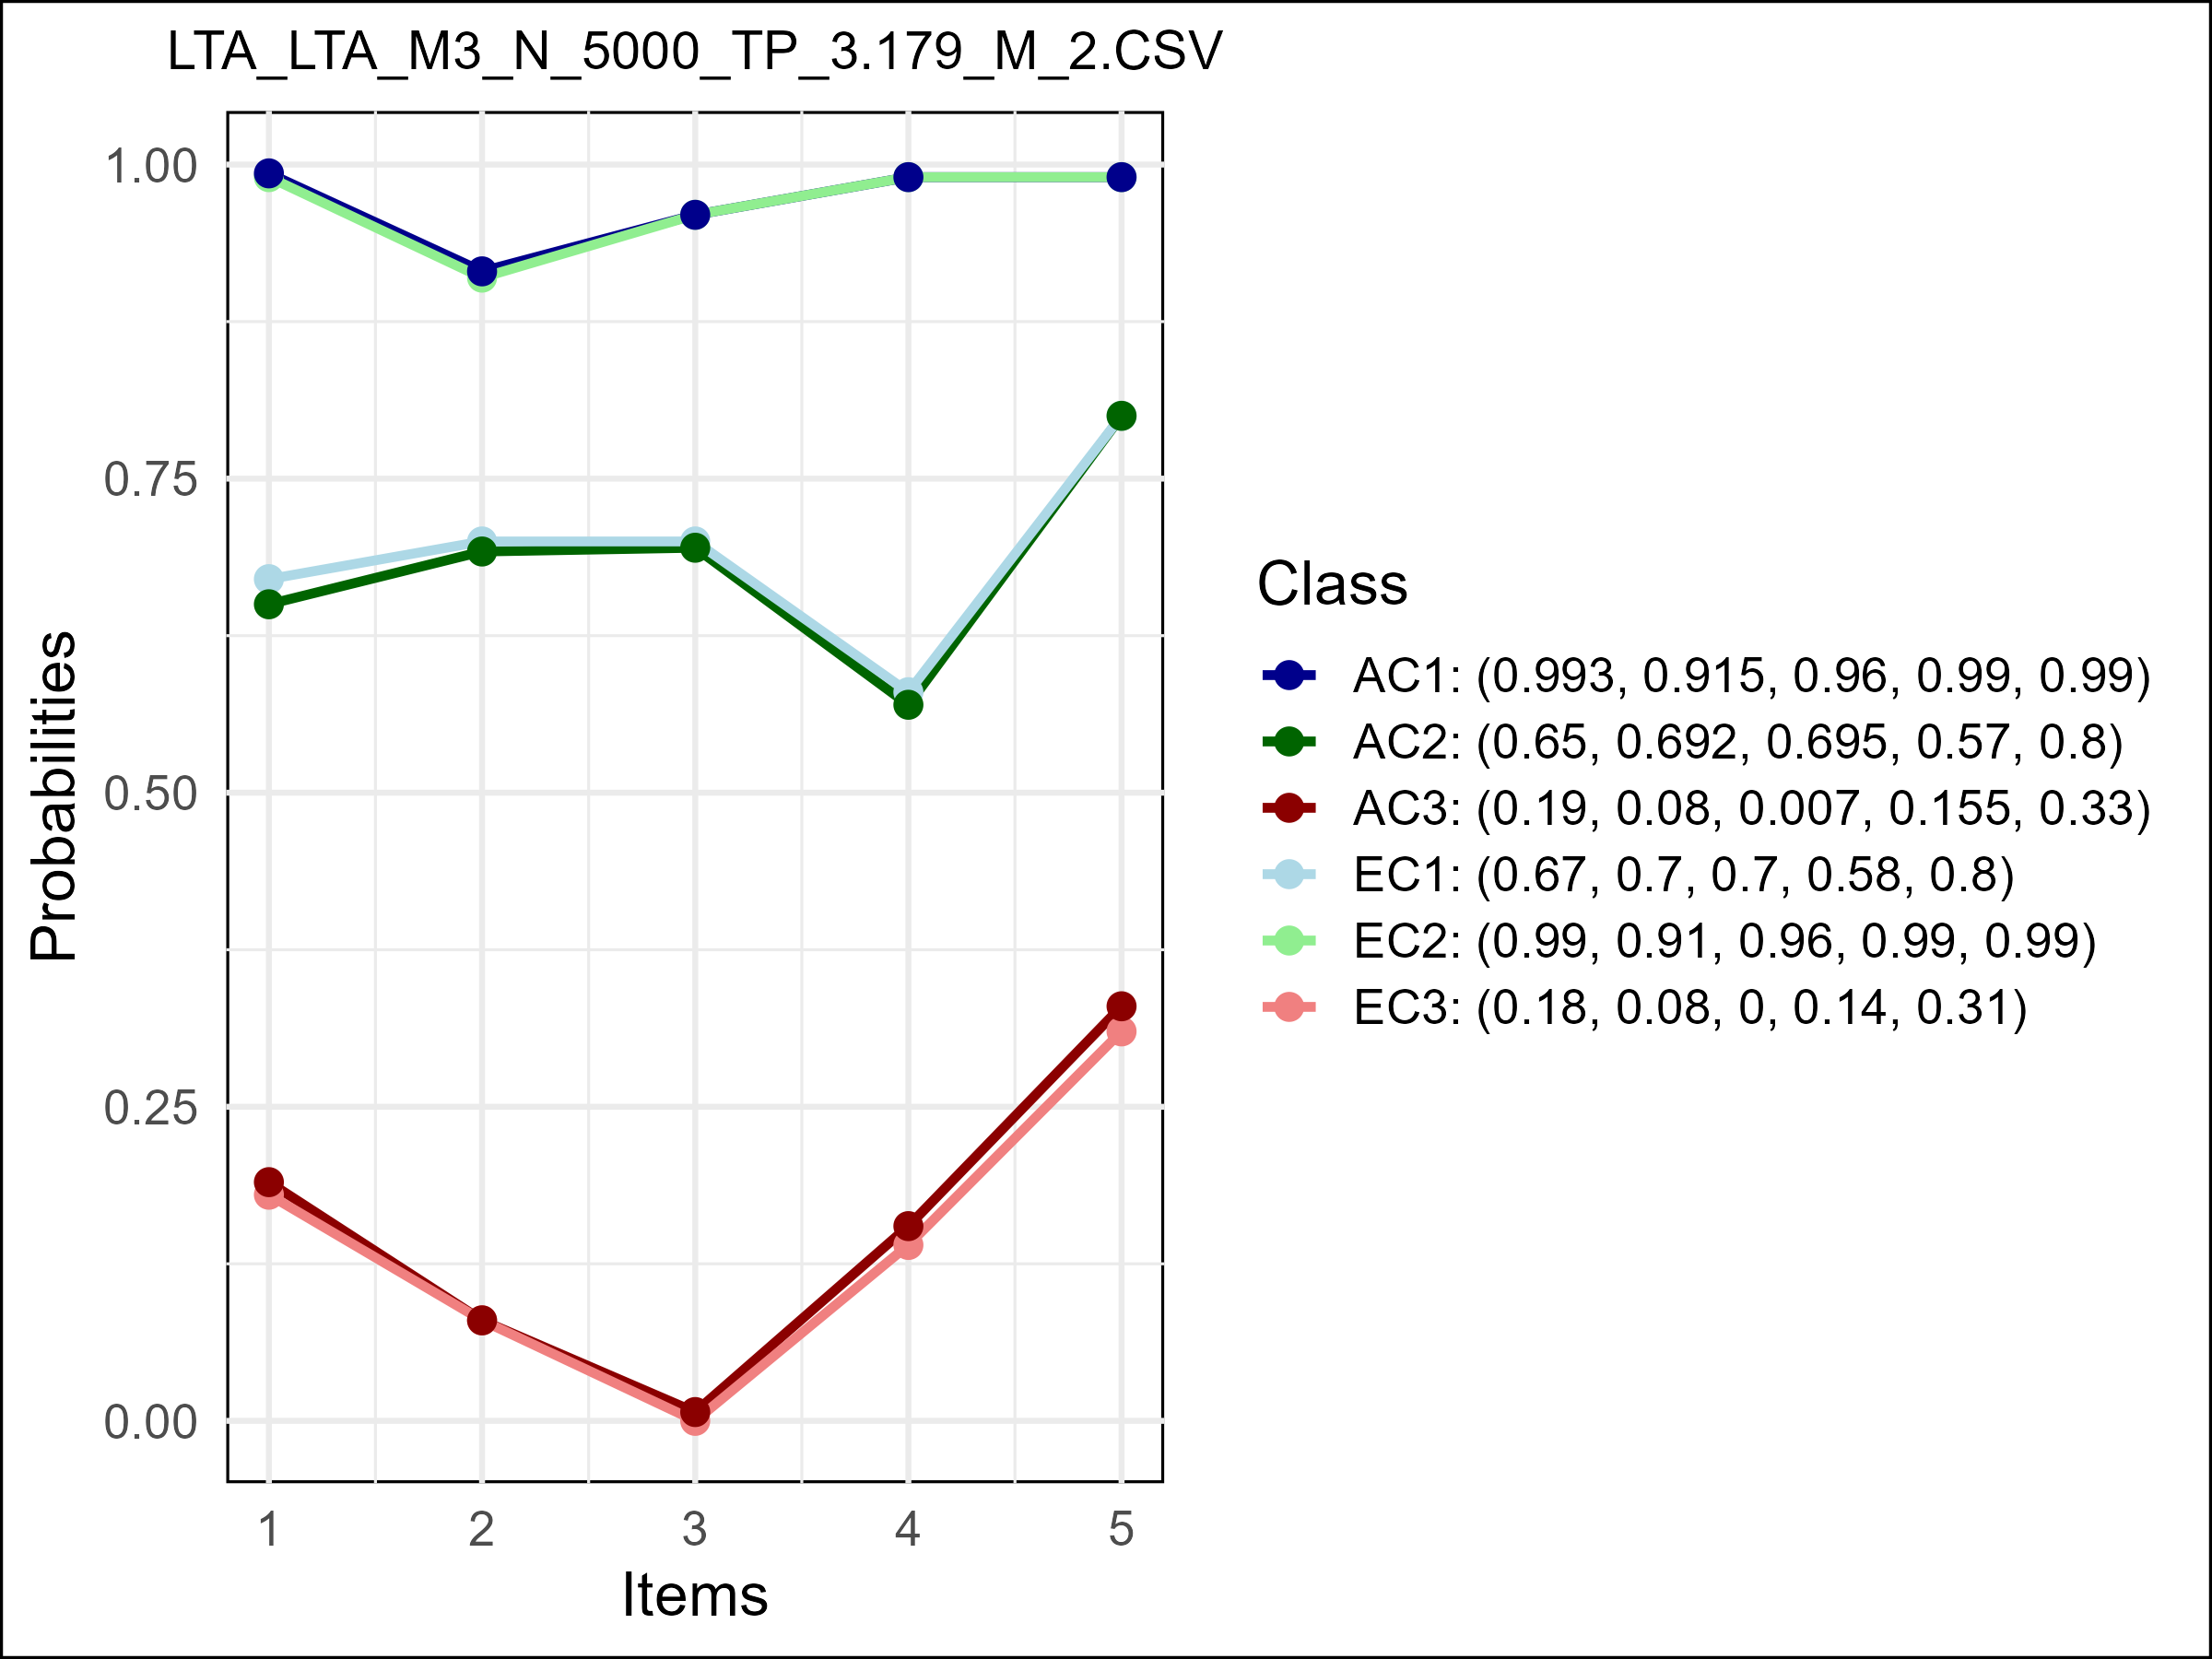 LTA_LTA_M3_N_5000_TP_3.179_M_2.CSV
1.00
0.75
0.50
0.25
0.00
Probabilities
1 2 3 4 5
Items
Class
AC1: (0.993, 0.915, 0.96, 0.99, 0.99)
AC2: (0.65, 0.692, 0.695, 0.57, 0.8)
AC3: (0.19, 0.08, 0.007, 0.155, 0.33)
EC1: (0.67, 0.7, 0.7, 0.58, 0.8)
EC2: (0.99, 0.91, 0.96, 0.99, 0.99)
EC3: (0.18, 0.08, 0, 0.14, 0.31)